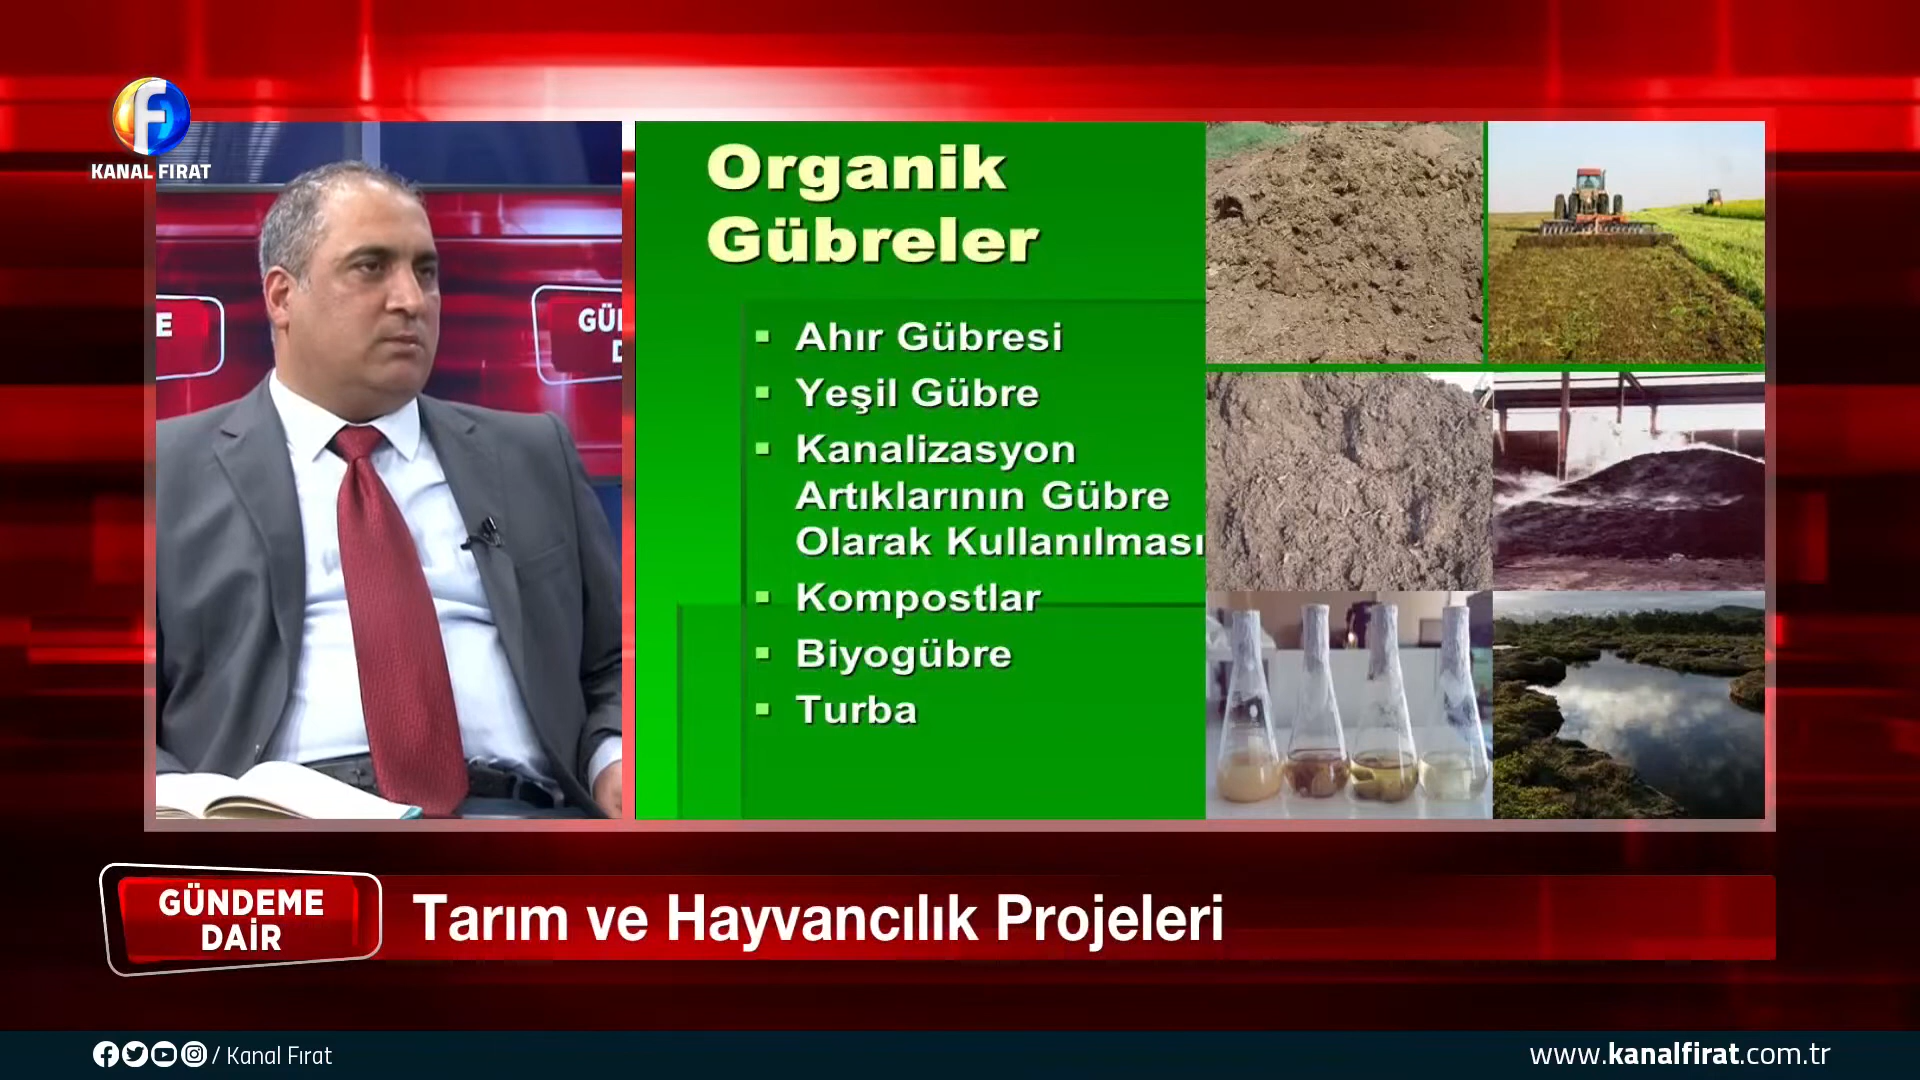 KANAL FIRAT
E
GÜ
D
Organik
Gübreler
Ahır Gübresi
Yeşil Gübre
Kanalizasyon
Artıklarının Gübre
Olarak Kullanılması
Kompostlar
Biyogübre
Turba
GÜNDEME
DAİR
Tarım ve Hayvancılık Projeleri
/ Kanal Fırat
www.kanalfirat.com.tr